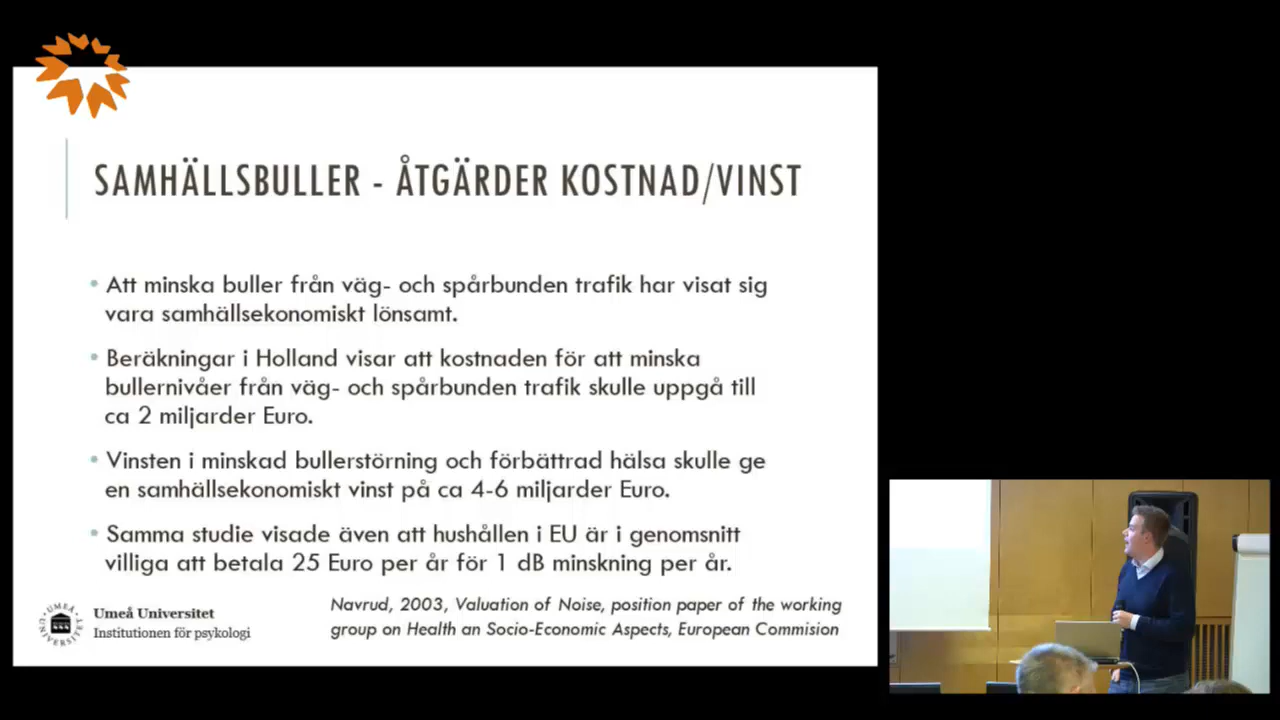 SAMHÄLLSBULLER - ÅTGÄRDER KOSTNAD/VINST
• Att minska buller från väg- och spårbunden trafik har visat sig
vara samhällsekonomiskt lönsamt.
• Beräkningar i Holland visar att kostnaden för att minska
bullernivåer från väg- och spårbunden trafik skulle uppgå till
ca 2 miljarder Euro.
• Vinsten i minskad bullerstörning och förbättrad hälsa skulle ge
en samhällsekonomiskt vinst på ca 4-6 miljarder Euro.
• Samma studie visade även att hushållen i EU är i genomsnitt
villiga att betala 25 Euro per år för 1 dB minskning per år.
UMEÅ UNIVERSITET
Umeå Universitet
Institutionen för psykologi
Navrud, 2003, Valuation of Noise, position paper of the working
group on Health an Socio-Economic Aspects, European Commision